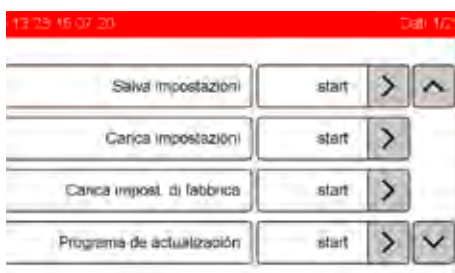 13:23 16.07.20 Dati 1/2
Salva impostazioni start
Carica impostazioni start
Carica impost. di fabbrica start
Programa de actualización start